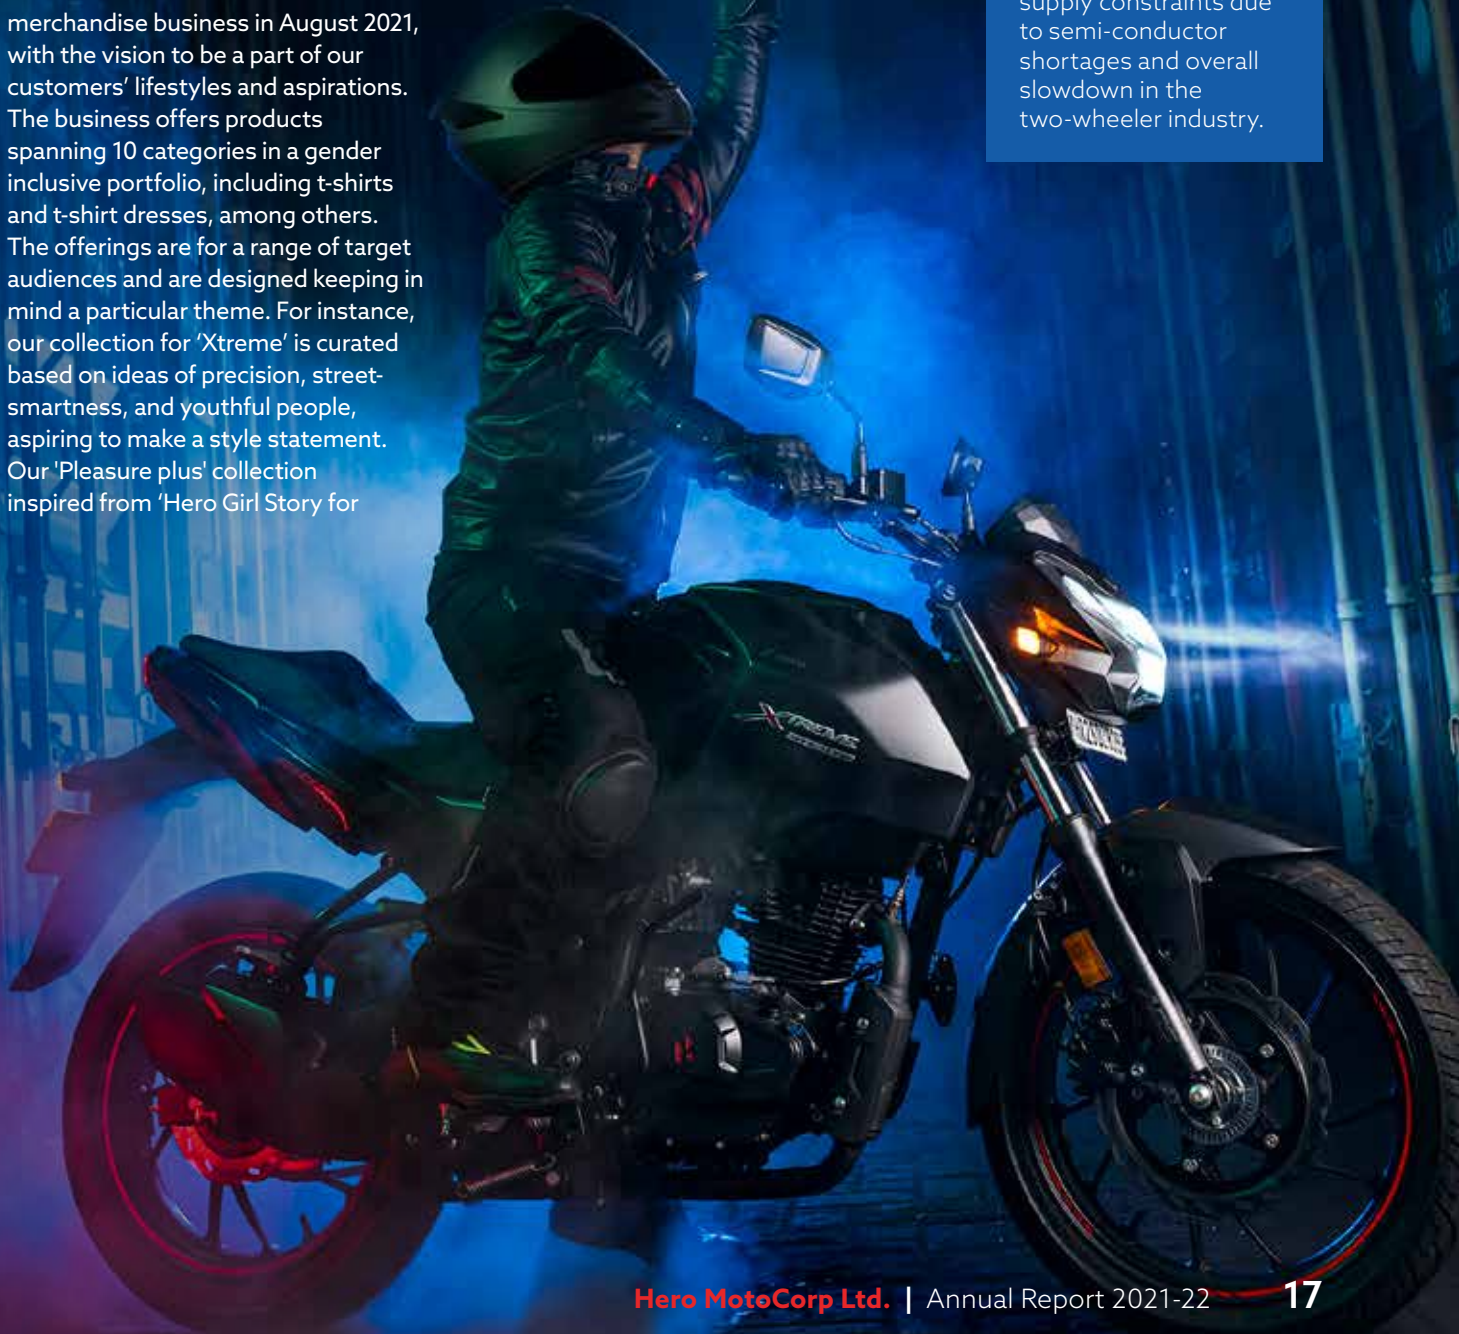 merchandise business in August 2021,
with the vision to be a part of our
customers’ lifestyles and aspirations.
The business offers products
spanning 10 categories in a gender
inclusive portfolio, including t-shirts
and t-shirt dresses, among others.
The offerings are for a range of target
audiences and are designed keeping in
mind a particular theme. For instance,
our collection for ‘Xtreme’ is curated
based on ideas of precision, street-
smartness, and youthful people,
aspiring to make a style statement.
Our 'Pleasure plus' collection
inspired from ‘Hero Girl Story for
supply constraints due
to semi-conductor
shortages and overall
slowdown in the
two-wheeler industry.
XTREME
Hero MotoCorp Ltd. | Annual Report 2021-22 17